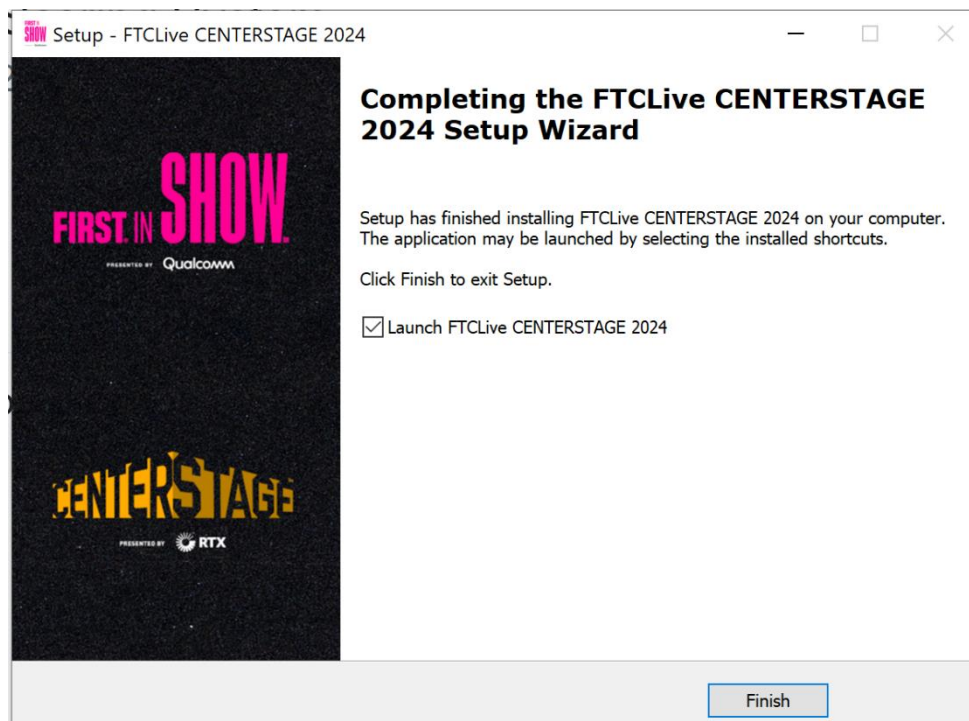 Setup - FTCLive CENTERSTAGE 2024
Completing the FTCLive CENTERSTAGE
2024 Setup Wizard
Setup has finished installing FTCLive CENTERSTAGE 2024 on your computer.
The application may be launched by selecting the installed shortcuts.
Click Finish to exit Setup.
Launch FTCLive CENTERSTAGE 2024
FIRST IN SHOW
PRESENTED BY Qualcomm
CENTERSTAGE
PRESENTED BY RTX
Finish